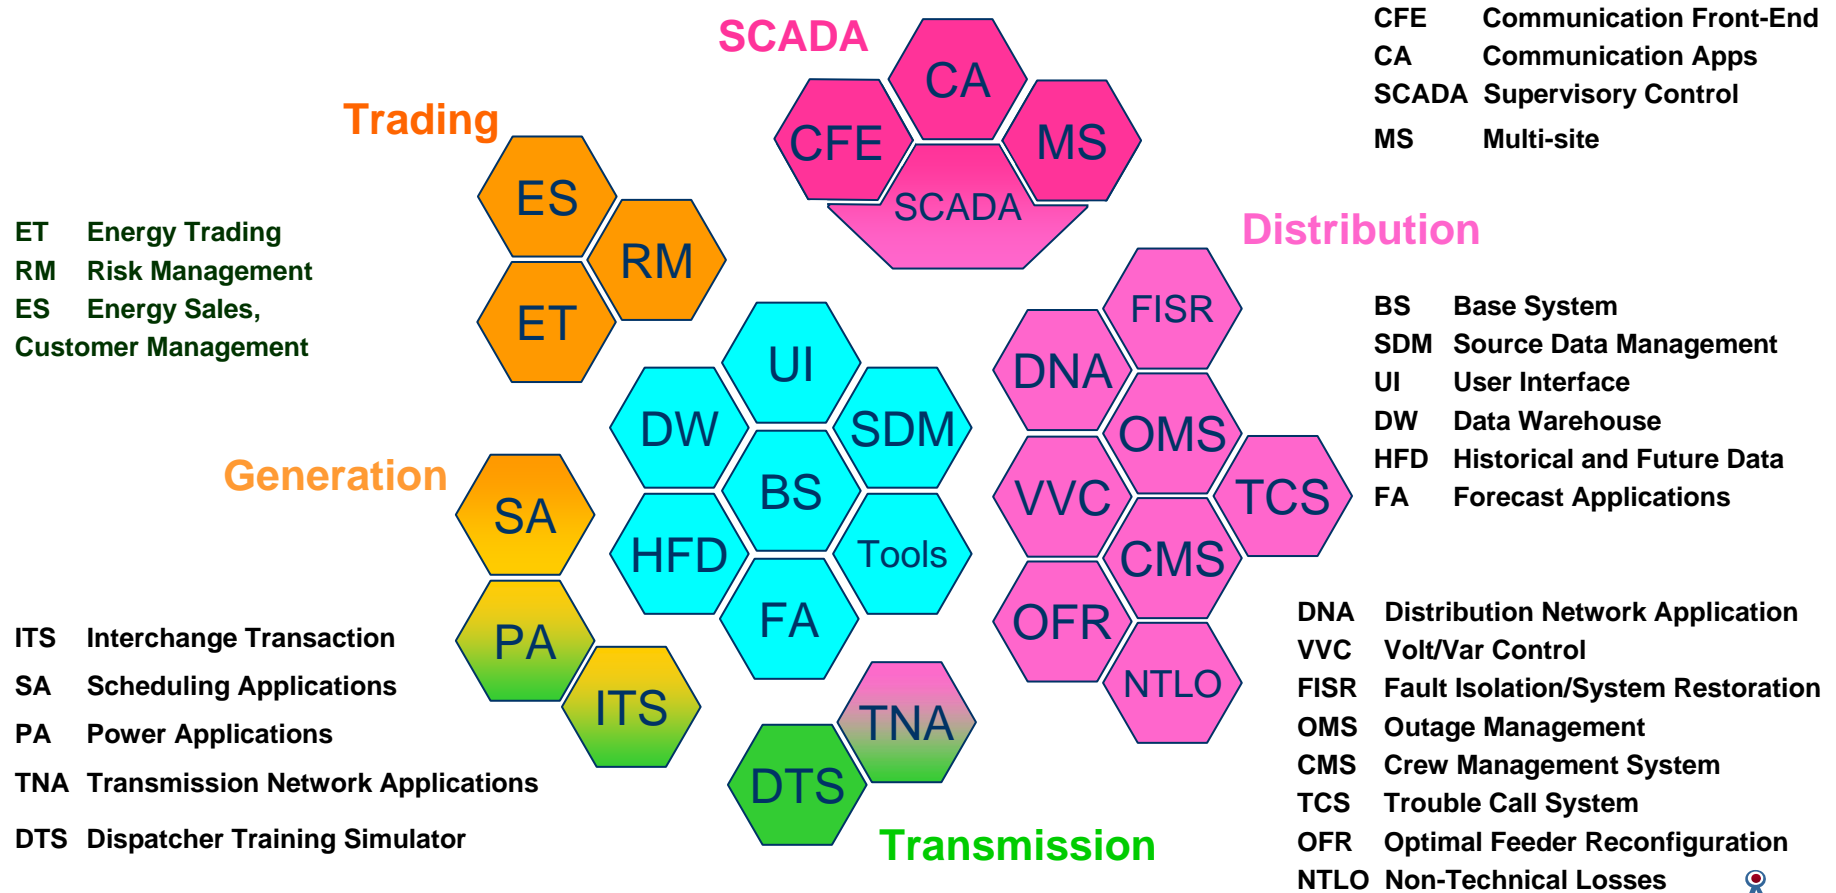 SCADA
CA
CFE
MS
SCADA
CFE Communication Front-End
CA Communication Apps
SCADA Supervisory Control
MS Multi-site
Trading
ES
RM
ET
ET Energy Trading
RM Risk Management
ES Energy Sales,
Customer Management
Distribution
FISR
DNA
OMS
VVC
TCS
CMS
OFR
NTLO
BS Base System
SDM Source Data Management
UI User Interface
DW Data Warehouse
HFD Historical and Future Data
FA Forecast Applications
UI
DW
SDM
BS
HFD
Tools
FA
Generation
SA
PA
ITS
ITS Interchange Transaction
SA Scheduling Applications
PA Power Applications
TNA Transmission Network Applications
DTS Dispatcher Training Simulator
TNA
DTS
Transmission
DNA Distribution Network Application
VVC Volt/Var Control
FISR Fault Isolation/System Restoration
OMS Outage Management
CMS Crew Management System
TCS Trouble Call System
OFR Optimal Feeder Reconfiguration
NTLO Non-Technical Losses